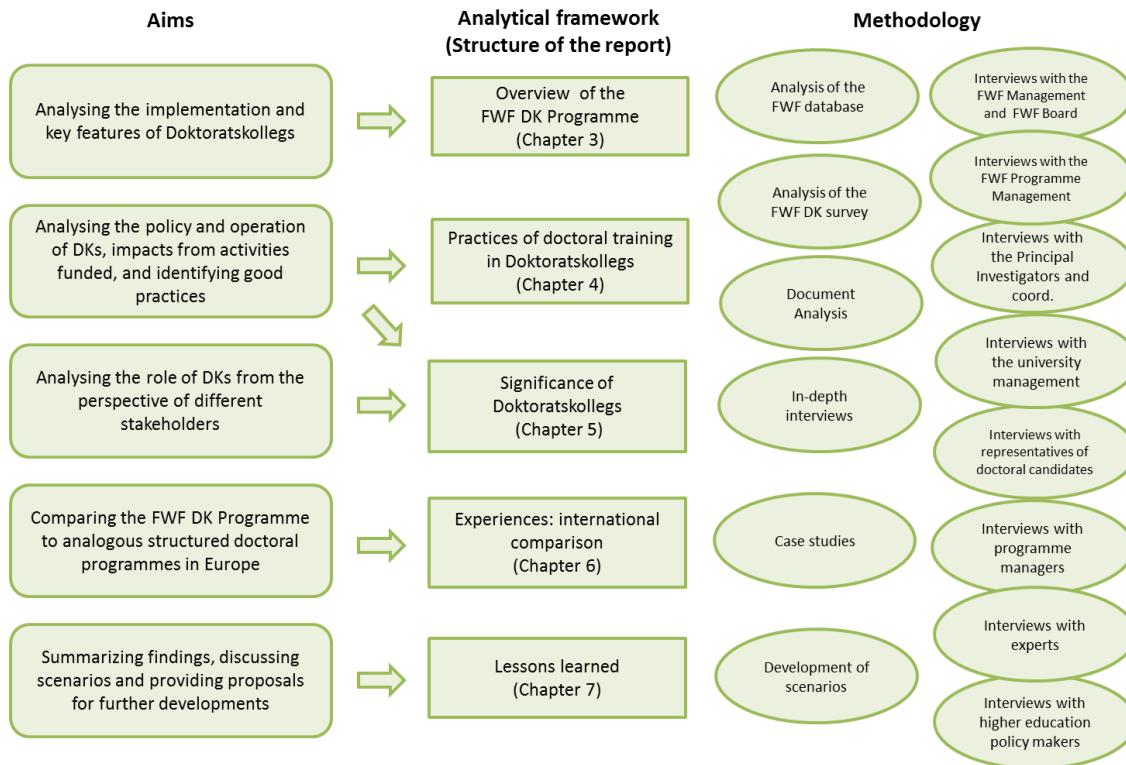 Aims
Analysing the implementation and
key features of Doktoratskollegs
Analysing the policy and operation
of DKs, impacts from activities
funded, and identifying good
practices
Analysing the role of DKs from the
perspective of different
stakeholders
Comparing the FWF DK Programme
to analogous structured doctoral
programmes in Europe
Summarizing findings, discussing
scenarios and providing proposals
for further developments
Analytical framework
(Structure of the report)
Overview of the
FWF DK Programme
(Chapter 3)
Practices of doctoral training
in Doktoratskollegs
(Chapter 4)
Significance of
Doktoratskollegs
(Chapter 5)
Experiences: international
comparison
(Chapter 6)
Lessons learned
(Chapter 7)
Methodology
Analysis of the
FWF database
Analysis of the
FWF DK survey
Document
Analysis
In-depth
interviews
Case studies
Development of
scenarios
Interviews with the
FWF Management
and FWF Board
Interviews with the
FWF Programme
Management
Interviews with
the Principal
Investigators and
coord.
Interviews with
the university
management
Interviews with
representatives of
doctoral candidates
Interviews with
programme
managers
Interviews with
experts
Interviews with
higher education
policy makers